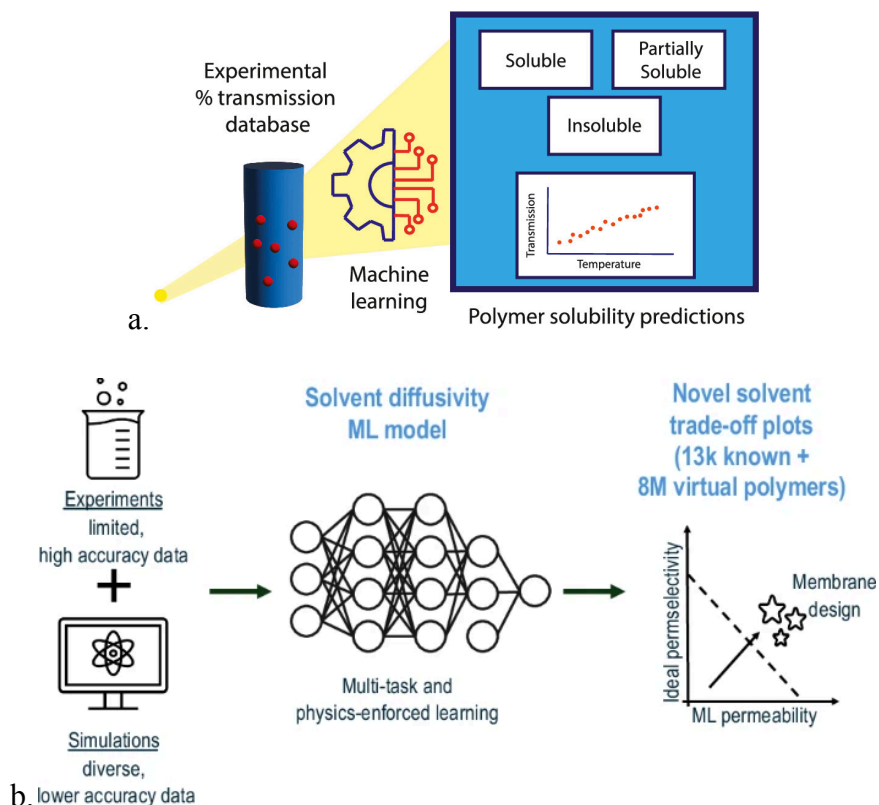 Experimental
% transmission
database
Machine
learning
Soluble
Partially
Soluble
Insoluble
Transmission
Temperature
Polymer solubility predictions
a.
Experiments
limited,
high accuracy data
+
Simulations
diverse,
lower accuracy data
Solvent diffusivity
ML model
Multi-task and
physics-enforced learning
Novel solvent
trade-off plots
(13k known +
8M virtual polymers)
Ideal permselectivity
Membrane
design
ML permeability
b.